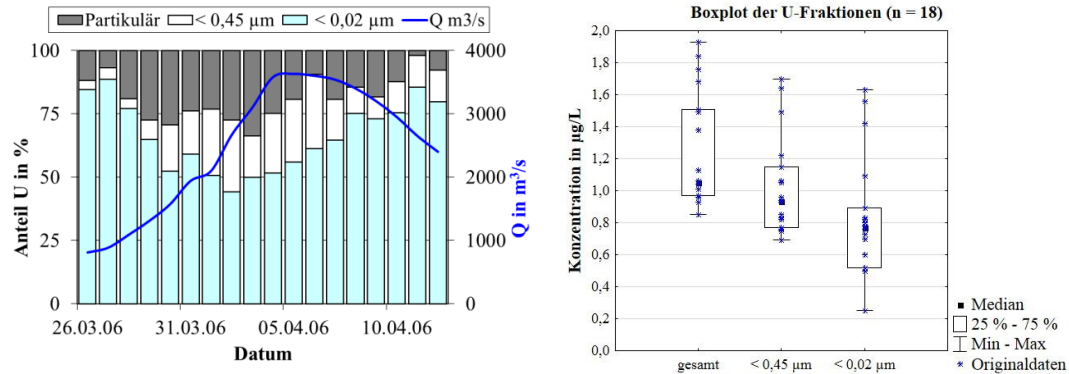 Partikulär < 0,45 µm < 0,02 µm Q m3/s
100
75
50
25
0
Anteil U in %
4000
3000
2000
1000
0
Q in m³/s
26.03.06 31.03.06 05.04.06 10.04.06
Datum
Boxplot der U-Fraktionen (n = 18)
2,0
1,8
1,6
1,4
1,2
1,0
0,8
0,6
0,4
0,2
0,0
Konzentration in µg/L
gesamt < 0,45 µm < 0,02 µm
Median
25 % - 75 %
Min - Max
Originaldaten